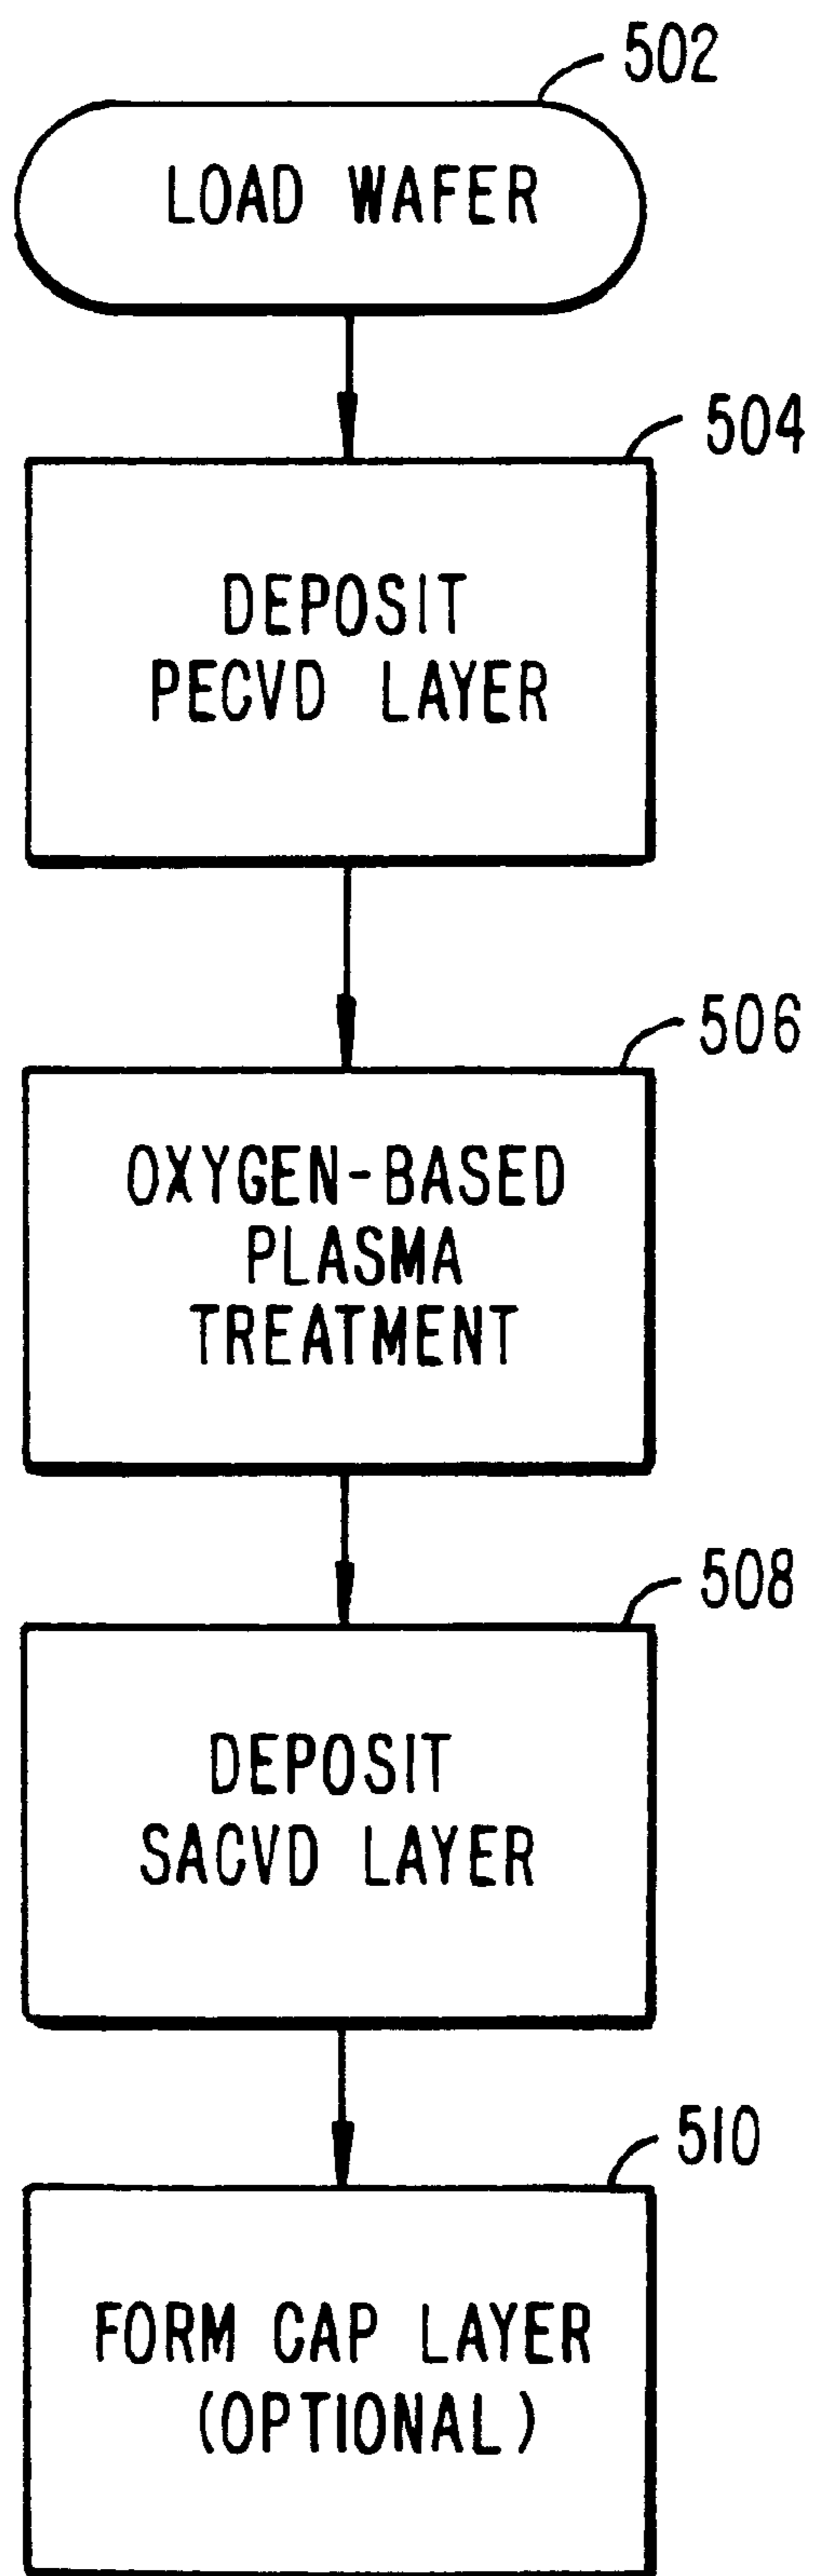 502
LOAD WAFER
504
DEPOSIT
PECVD LAYER
506
OXYGEN-BASED
PLASMA
TREATMENT
508
DEPOSIT
SACVD LAYER
510
FORM CAP LAYER
(OPTIONAL)